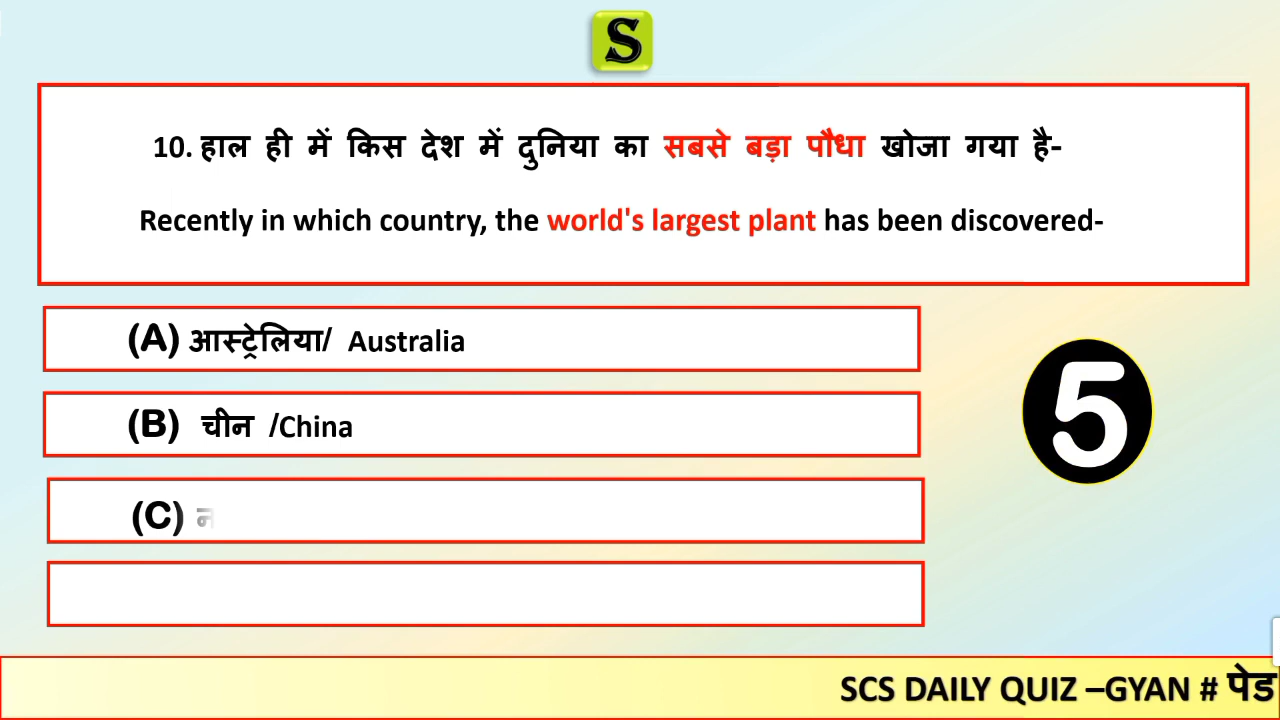 S
10. हाल ही में किस देश में दुनिया का सबसे बड़ा पौधा खोजा गया है-
Recently in which country, the world's largest plant has been discovered-
(A) आस्ट्रेलिया/ Australia
(B) चीन /China
5
(C)
SCS DAILY QUIZ –GYAN # पेड